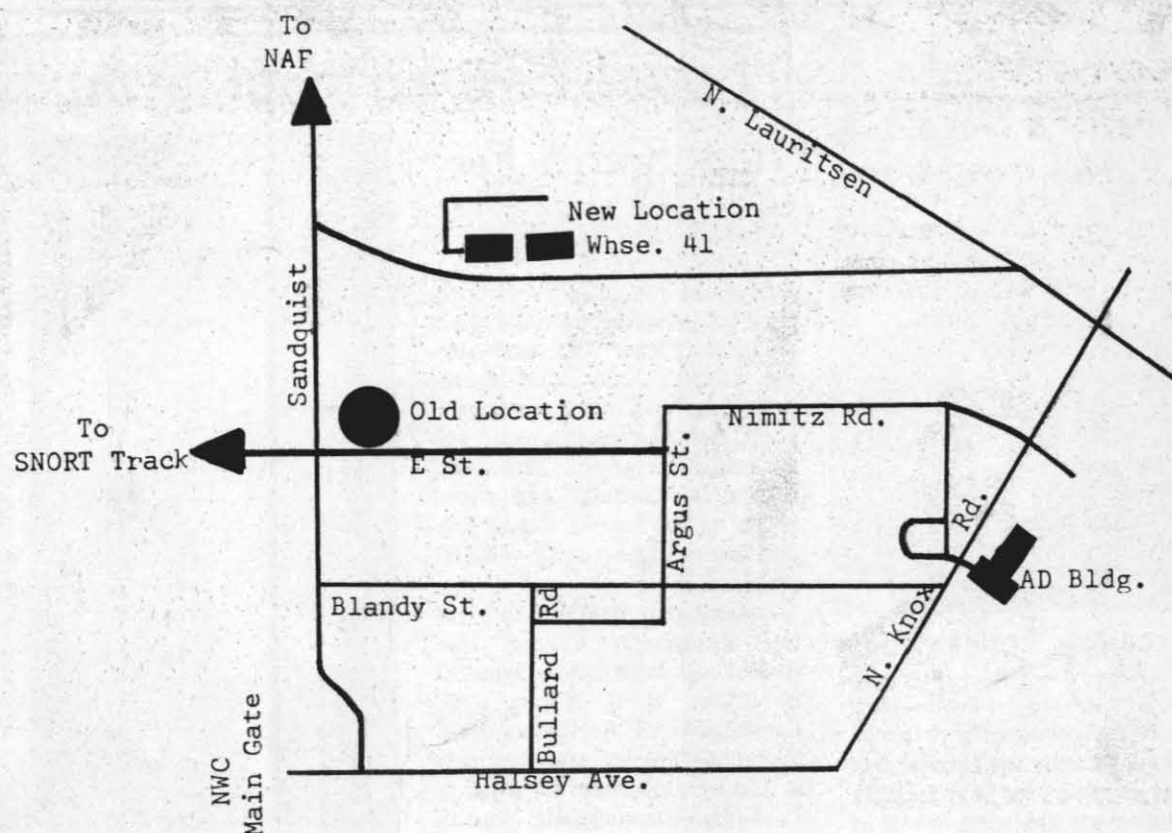 To
NAF
N. Lauritsen
New Location
Whse. 41
Sandquist
Old Location
Nimitz Rd.
To
SNORT Track
E St.
Argus St.
Rd.
AD Bldg.
Blandy St.
Rd
N. Knox
Bullard
NWC
Main Gate
Halsey Ave.